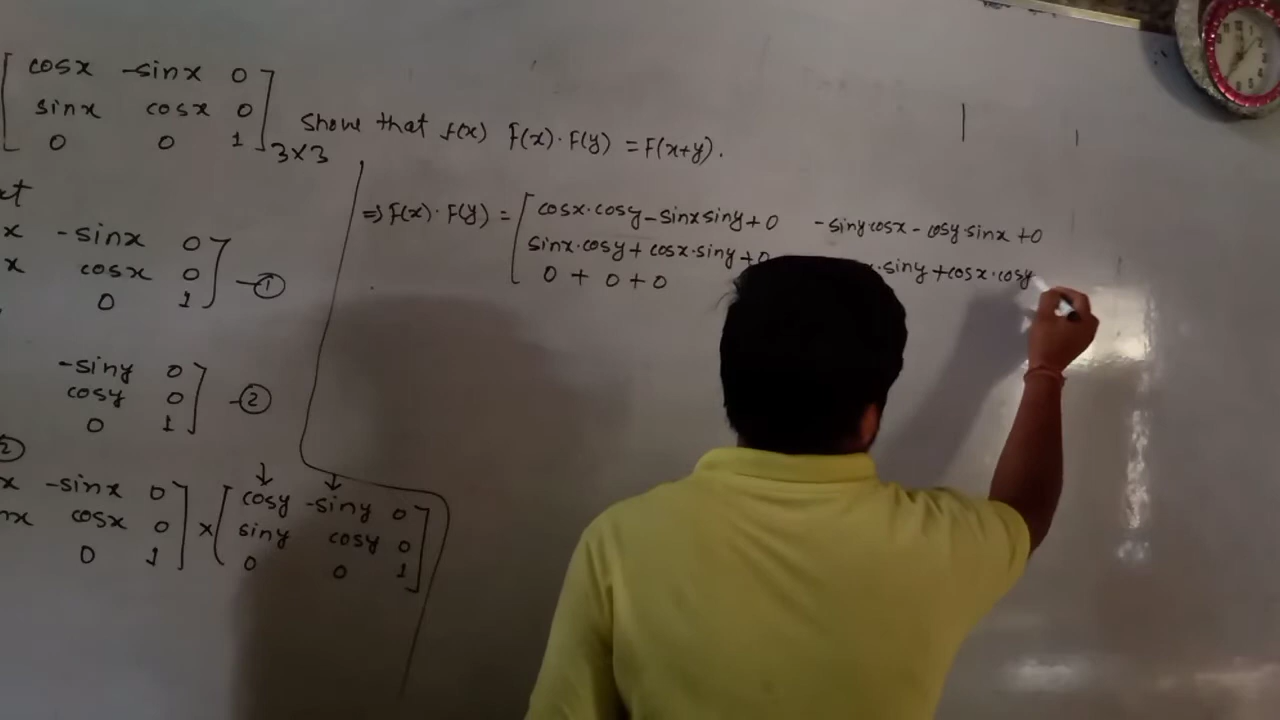 cosx -sinx 0
sinx cosx 0
0 0 1
3×3
show that f(x) F(x)·F(y) = F(x+y).
x -sinx 0
x cosx 0
0 1
—①
-siny 0
cosy 0
0 1
—②
②
x -sinx 0
nx cosx 0
0 1
×
↓ ↓
cosy -siny 0
siny cosy 0
0 0 1
⇒ F(x)·F(y) =
cosx·cosy-sinxsiny+0 -siny·cosx-cosy·sinx+0
sinx·cosy+cosx·siny+0 ·siny+cosx·cosy
0 + 0 + 0